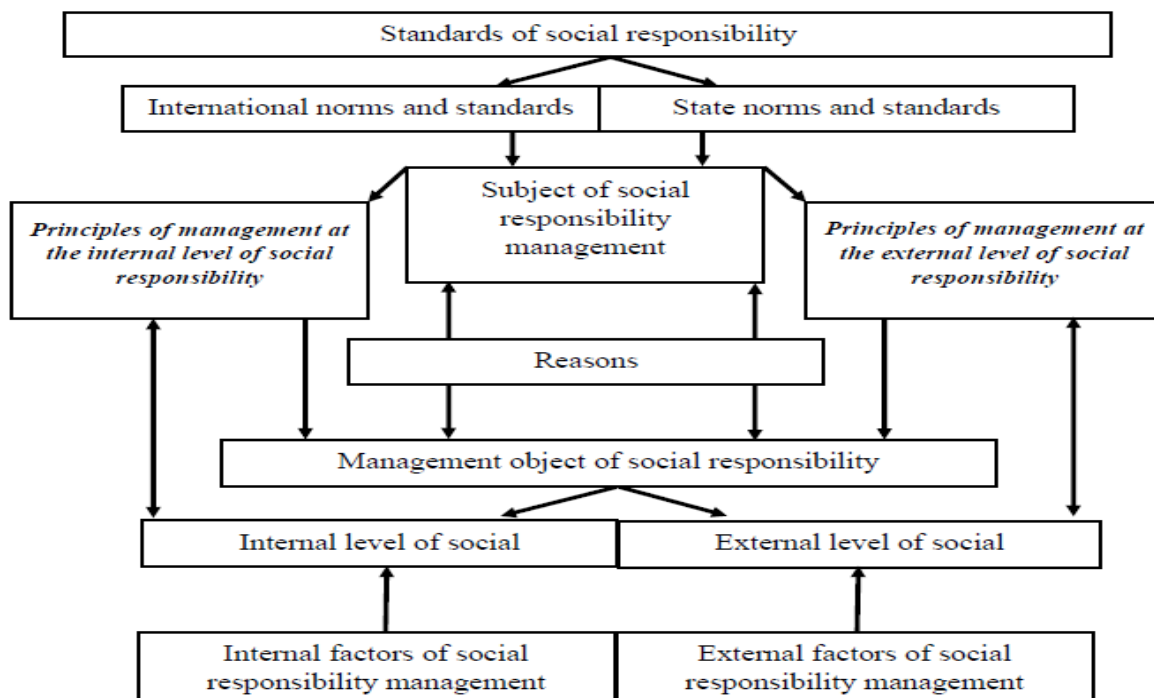 Standards of social responsibility
International norms and standards
State norms and standards
Subject of social
responsibility
management
Principles of management at
the internal level of social
responsibility
Principles of management at
the external level of social
responsibility
Reasons
Management object of social responsibility
Internal level of social
External level of social
Internal factors of social
responsibility management
External factors of social
responsibility management